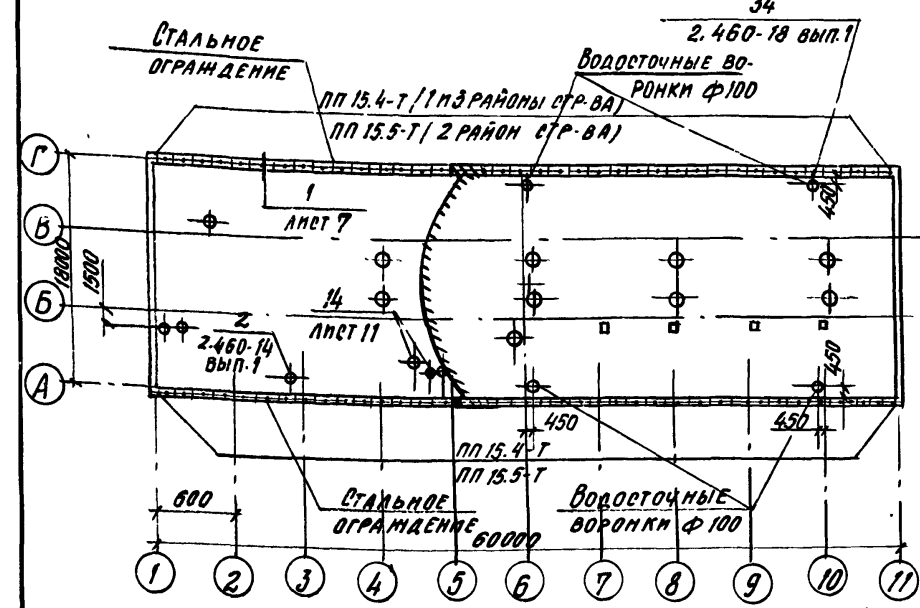 34
2.460-18 вып.1
Стальное
ограждение
Водосточные во-
ронки ф100
ПП 15.4-Т (1 и 3 районы стр-ва)
ПП 15.5-Т (2 район стр-ва)
Г
В
Б
А
18000
1500
1
лист 7
450
14
лист 11
2
2.460-14
вып.1
450
450
450
ПП 15.4-Т
ПП 15.5-Т
600
Стальное
ограждение
Водосточные
воронки ф100
60000
1
2
3
4
5
6
7
8
9
10
11